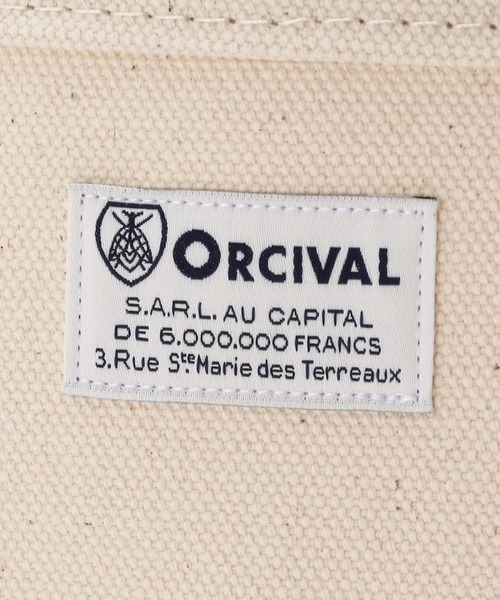 ORCIVAL
S.A.R.L. AU CAPITAL
DE 6.000.000 FRANCS
3.Rue Ste.Marie des Terreaux